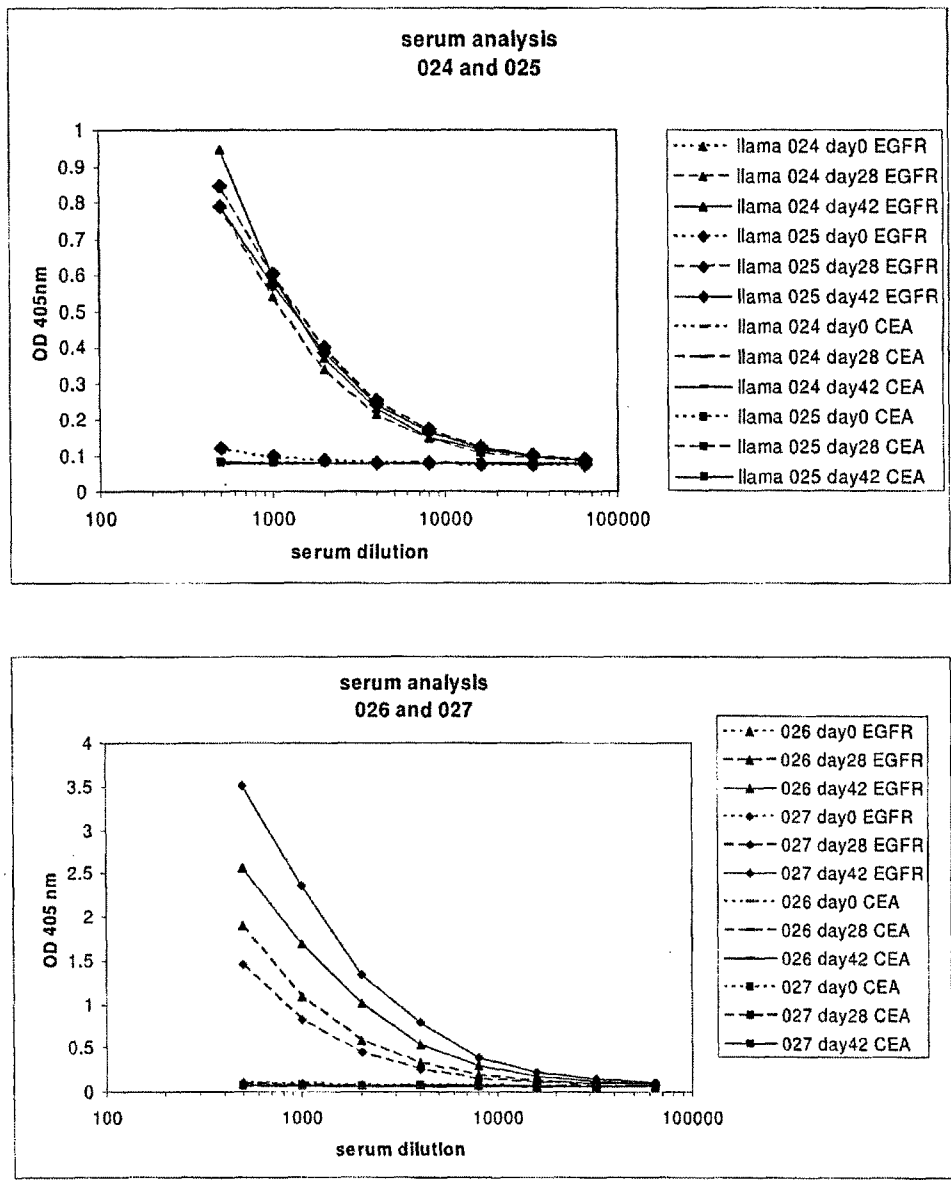 serum analysis
024 and 025
1
0.9
0.8
0.7
0.6
0.5
0.4
0.3
0.2
0.1
0
OD 405nm
100
1000
10000
100000
serum dilution
llama 024 day0 EGFR
llama 024 day28 EGFR
llama 024 day42 EGFR
llama 025 day0 EGFR
llama 025 day28 EGFR
llama 025 day42 EGFR
llama 024 day0 CEA
llama 024 day28 CEA
llama 024 day42 CEA
llama 025 day0 CEA
llama 025 day28 CEA
llama 025 day42 CEA
serum analysis
026 and 027
4
3.5
3
2.5
2
1.5
1
0.5
0
OD 405 nm
100
1000
10000
100000
serum dilution
026 day0 EGFR
026 day28 EGFR
026 day42 EGFR
027 day0 EGFR
027 day28 EGFR
027 day42 EGFR
026 day0 CEA
026 day28 CEA
026 day42 CEA
027 day0 CEA
027 day28 CEA
027 day42 CEA